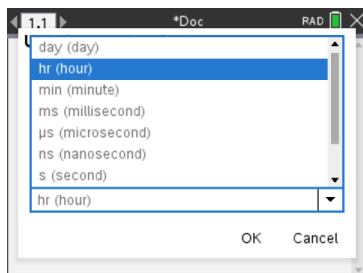 1.1 *Doc RAD
day (day)
hr (hour)
min (minute)
ms (millisecond)
µs (microsecond)
ns (nanosecond)
s (second)
hr (hour)
OK Cancel